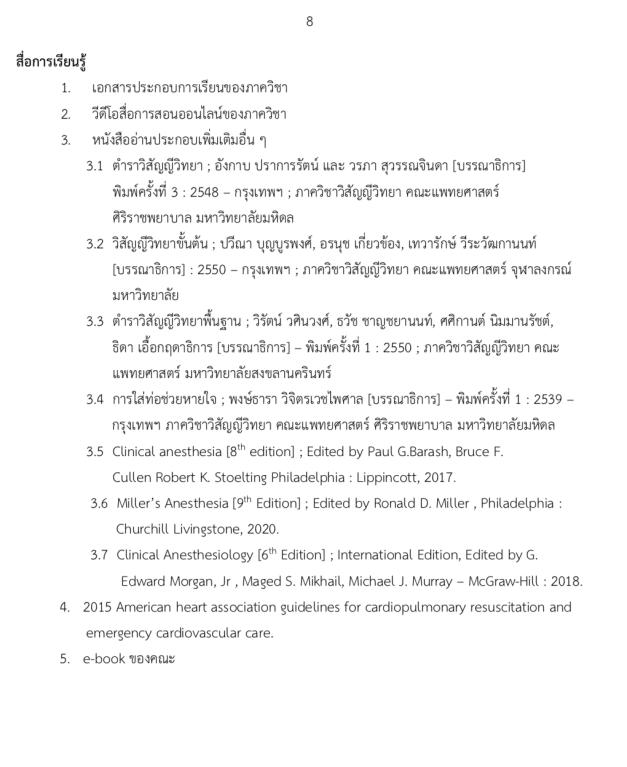 8
สื่อการเรียนรู้
1. เอกสารประกอบการเรียนของภาควิชา
2. วีดีโอสื่อการสอนออนไลน์ของภาควิชา
3. หนังสืออ่านประกอบเพิ่มเติมอื่น ๆ
3.1 ตำราวิสัญญีวิทยา ; อังกาบ ปราการรัตน์ และ วรภา สุวรรณจินดา [บรรณาธิการ]
พิมพ์ครั้งที่ 3 : 2548 – กรุงเทพฯ ; ภาควิชาวิสัญญีวิทยา คณะแพทยศาสตร์
ศิริราชพยาบาล มหาวิทยาลัยมหิดล
3.2 วิสัญญีวิทยาขั้นต้น ; ปวีณา บุญบูรพงศ์, อรนุช เกี่ยวข้อง, เทวารักษ์ วีระวัฒกานนท์
[บรรณาธิการ] : 2550 – กรุงเทพฯ ; ภาควิชาวิสัญญีวิทยา คณะแพทยศาสตร์ จุฬาลงกรณ์
มหาวิทยาลัย
3.3 ตำราวิสัญญีวิทยาพื้นฐาน ; วิรัตน์ วศินวงศ์, ธวัช ชาญชยานนท์, ศศิกานต์ นิมมานรัชต์,
ธิดา เอื้อกฤดาธิการ [บรรณาธิการ] – พิมพ์ครั้งที่ 1 : 2550 ; ภาควิชาวิสัญญีวิทยา คณะ
แพทยศาสตร์ มหาวิทยาลัยสงขลานครินทร์
3.4 การใส่ท่อช่วยหายใจ ; พงษ์ธารา วิจิตรเวชไพศาล [บรรณาธิการ] – พิมพ์ครั้งที่ 1 : 2539 –
กรุงเทพฯ ภาควิชาวิสัญญีวิทยา คณะแพทยศาสตร์ ศิริราชพยาบาล มหาวิทยาลัยมหิดล
3.5 Clinical anesthesia [8th edition] ; Edited by Paul G.Barash, Bruce F.
Cullen Robert K. Stoelting Philadelphia : Lippincott, 2017.
3.6 Miller's Anesthesia [9th Edition] ; Edited by Ronald D. Miller , Philadelphia :
Churchill Livingstone, 2020.
3.7 Clinical Anesthesiology [6th Edition] ; International Edition, Edited by G.
Edward Morgan, Jr , Maged S. Mikhail, Michael J. Murray – McGraw-Hill : 2018.
4. 2015 American heart association guidelines for cardiopulmonary resuscitation and
emergency cardiovascular care.
5. e-book ของคณะ